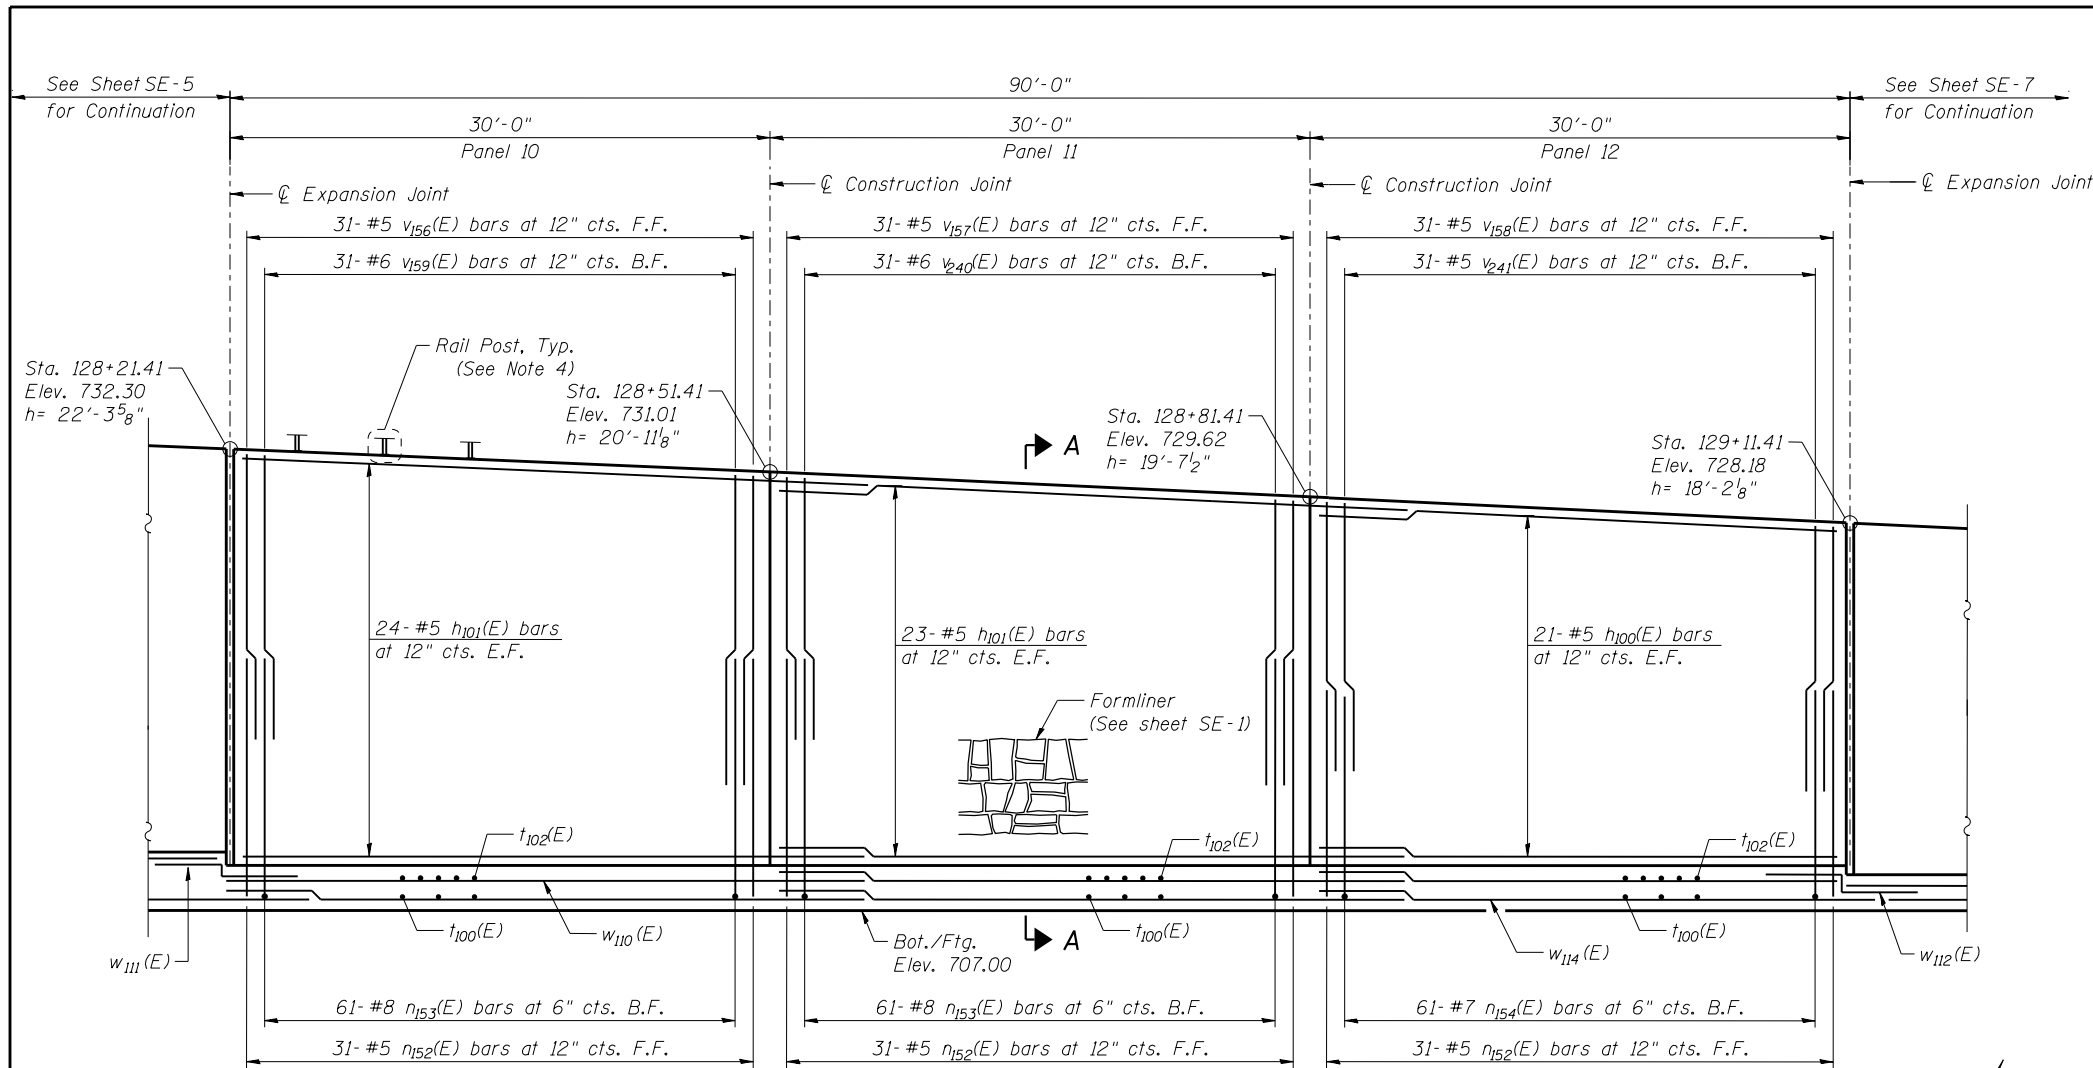 See Sheet SE-5
for Continuation
90'-0"
See Sheet SE-7
for Continuation
30'-0"
Panel 10
30'-0"
Panel 11
30'-0"
Panel 12
℄ Expansion Joint
℄ Construction Joint
℄ Construction Joint
℄ Expansion Joint
31- #5 v156(E) bars at 12" cts. F.F.
31- #5 v157(E) bars at 12" cts. F.F.
31- #5 v158(E) bars at 12" cts. F.F.
31- #6 v159(E) bars at 12" cts. B.F.
31- #6 v240(E) bars at 12" cts. B.F.
31- #5 v241(E) bars at 12" cts. B.F.
Rail Post, Typ.
(See Note 4)
Sta. 128+21.41
Elev. 732.30
h= 22'-3 5/8"
Sta. 128+51.41
Elev. 731.01
h= 20'-11 1/8"
Sta. 128+81.41
Elev. 729.62
h= 19'-7 1/2"
Sta. 129+11.41
Elev. 728.18
h= 18'-2 1/8"
A
24- #5 h101(E) bars
at 12" cts. E.F.
23- #5 h101(E) bars
at 12" cts. E.F.
21- #5 h100(E) bars
at 12" cts. E.F.
Formliner
(See sheet SE-1)
t102(E)
t102(E)
t102(E)
t100(E)
w110(E)
t100(E)
t100(E)
w111(E)
Bot./Ftg.
Elev. 707.00
A
w114(E)
w112(E)
61- #8 n153(E) bars at 6" cts. B.F.
61- #8 n153(E) bars at 6" cts. B.F.
61- #7 n154(E) bars at 6" cts. B.F.
31- #5 n152(E) bars at 12" cts. F.F.
31- #5 n152(E) bars at 12" cts. F.F.
31- #5 n152(E) bars at 12" cts. F.F.